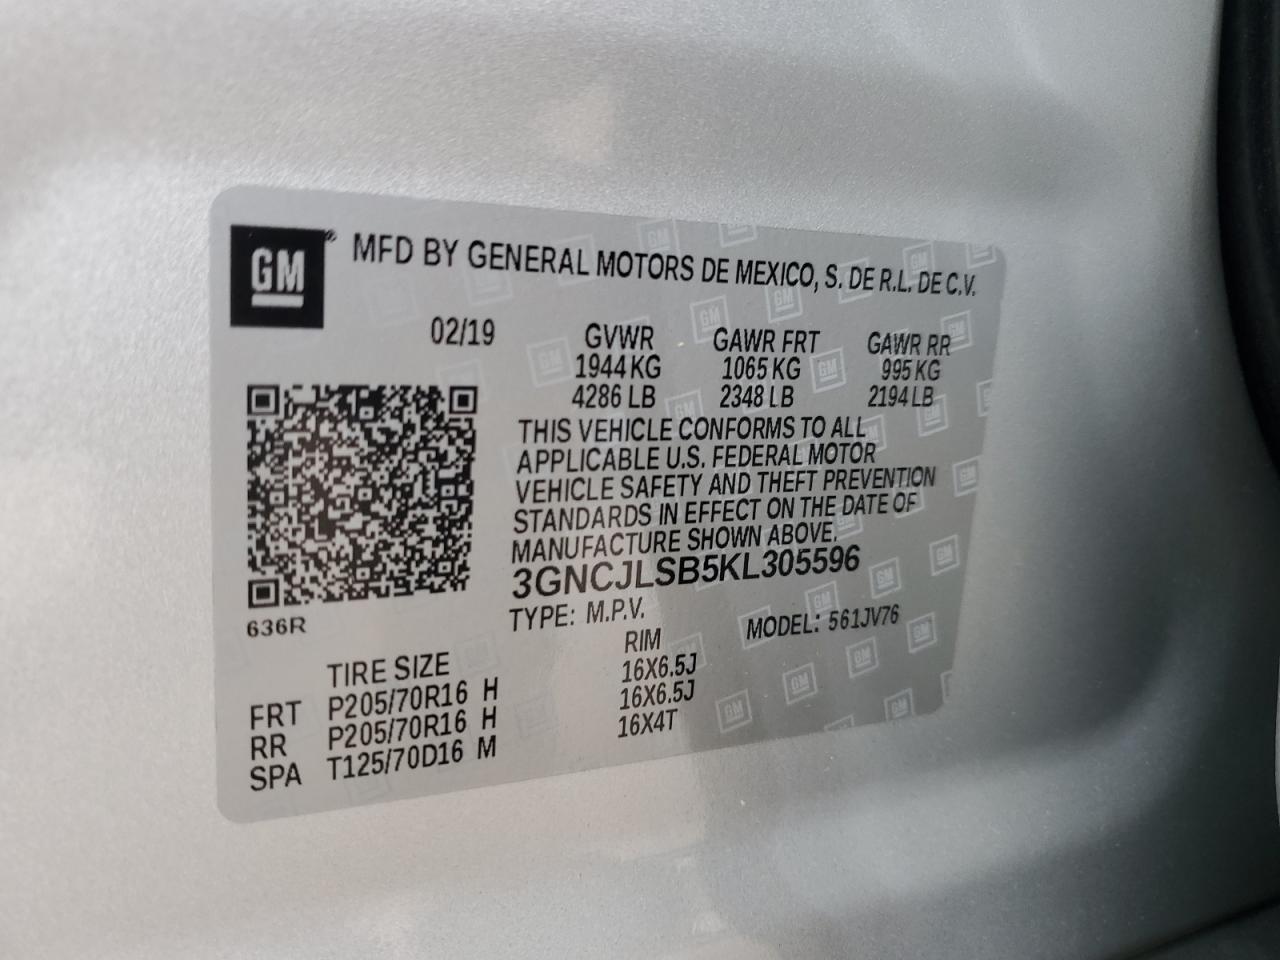 GM® MFD BY GENERAL MOTORS DE MEXICO, S. DE R.L. DE C.V.
02/19 GVWR GAWR FRT GAWR RR
1944 KG 1065 KG 995 KG
4286 LB 2348 LB 2194 LB
THIS VEHICLE CONFORMS TO ALL
APPLICABLE U.S. FEDERAL MOTOR
VEHICLE SAFETY AND THEFT PREVENTION
STANDARDS IN EFFECT ON THE DATE OF
MANUFACTURE SHOWN ABOVE.
3GNCJLSB5KL305596
636R
TYPE: M.P.V. MODEL: 561JV76
TIRE SIZE RIM
FRT P205/70R16 H 16X6.5J
RR P205/70R16 H 16X6.5J
SPA T125/70D16 M 16X4T